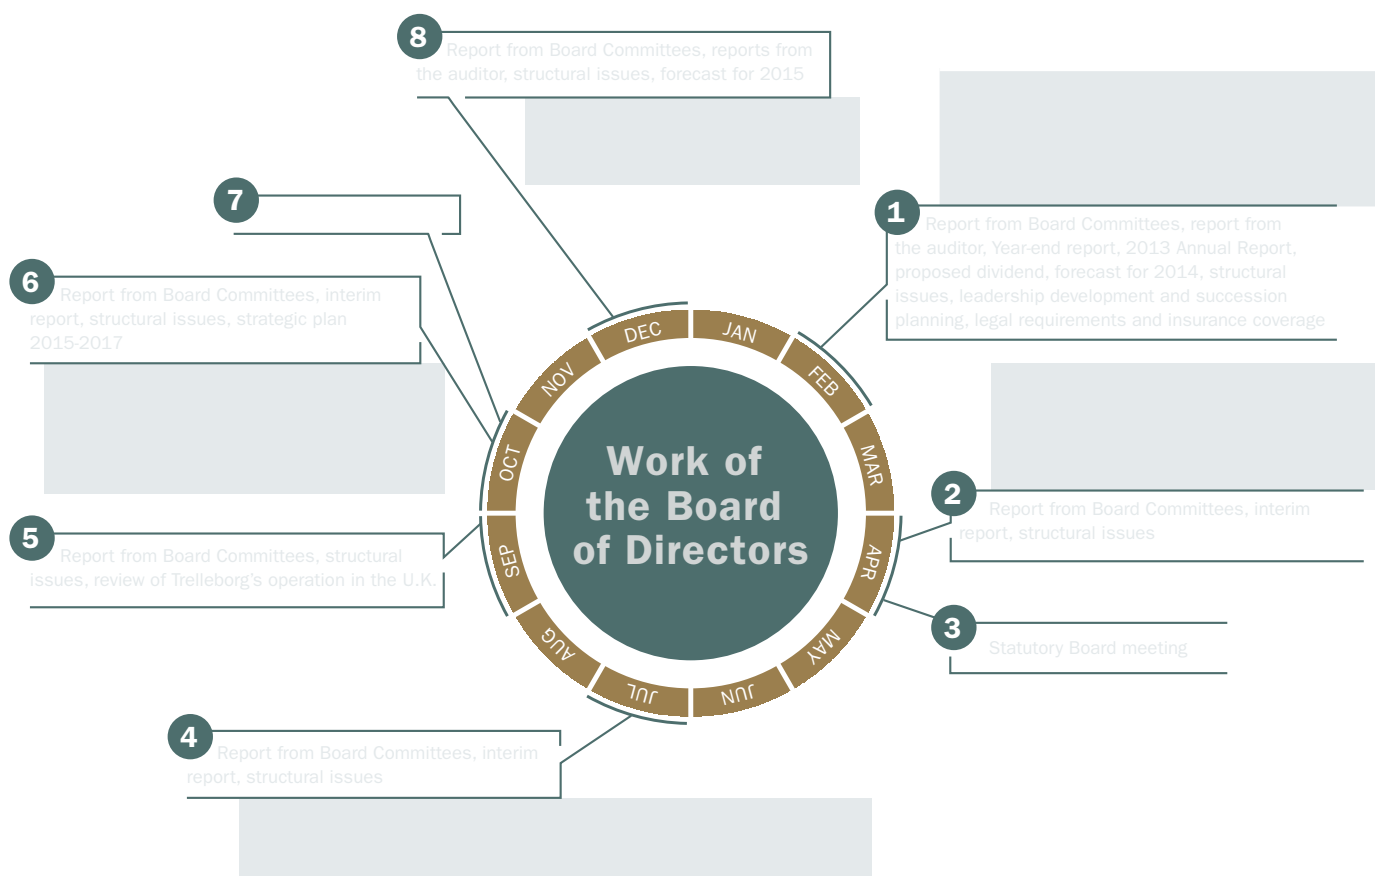 8
Report from Board Committees, reports from
the auditor, structural issues, forecast for 2015
7
1
Report from Board Committees, report from
the auditor, Year-end report, 2013 Annual Report,
proposed dividend, forecast for 2014, structural
issues, leadership development and succession
planning, legal requirements and insurance coverage
6
Report from Board Committees, interim
report, structural issues, strategic plan
2015-2017
DEC
JAN
NOV
FEB
OCT
MAR
Work of
the Board
of Directors
2
Report from Board Committees, interim
report, structural issues
5
Report from Board Committees, structural
issues, review of Trelleborg's operation in the U.K.
SEP
APR
3
Statutory Board meeting
AUG
MAY
JUL
JUN
4
Report from Board Committees, interim
report, structural issues